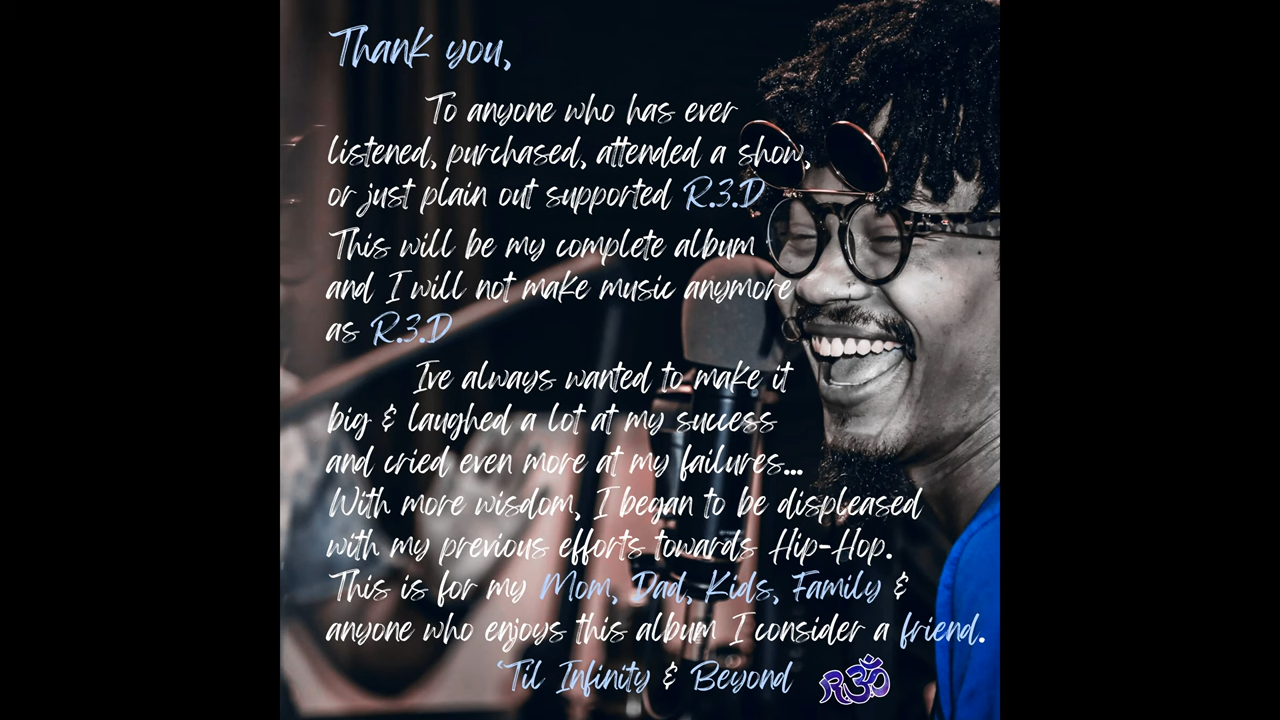 Thank you,
To anyone who has ever
listened, purchased, attended a show,
or just plain out supported R.3.D
This will be my complete album
and I will not make music anymore
as R.3.D
Ive always wanted to make it
big & laughed a lot at my success
and cried even more at my failures...
With more wisdom, I began to be displeased
with my previous efforts towards Hip-Hop.
This is for my Mom, Dad, Kids, Family &
anyone who enjoys this album I consider a friend.
'Til Infinity & Beyond